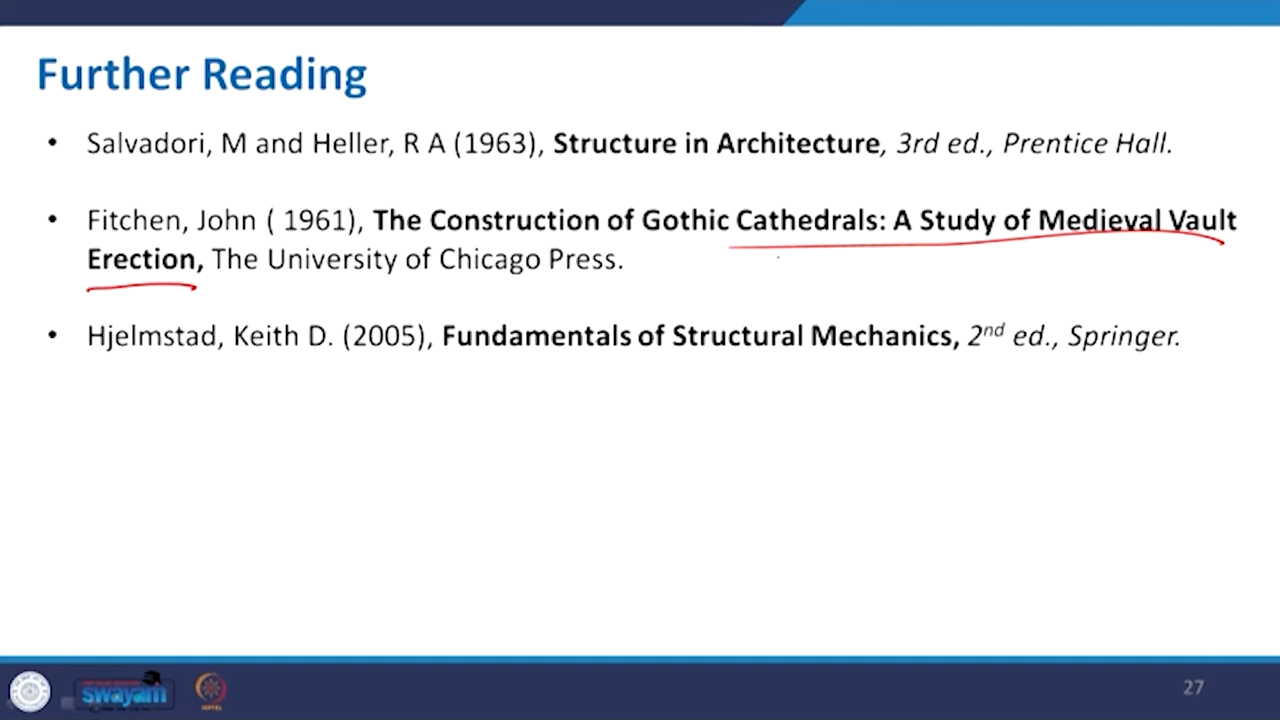 Further Reading
• Salvadori, M and Heller, R A (1963), Structure in Architecture, 3rd ed., Prentice Hall.
• Fitchen, John ( 1961), The Construction of Gothic Cathedrals: A Study of Medieval Vault
Erection, The University of Chicago Press.
• Hjelmstad, Keith D. (2005), Fundamentals of Structural Mechanics, 2nd ed., Springer.
swayam
27